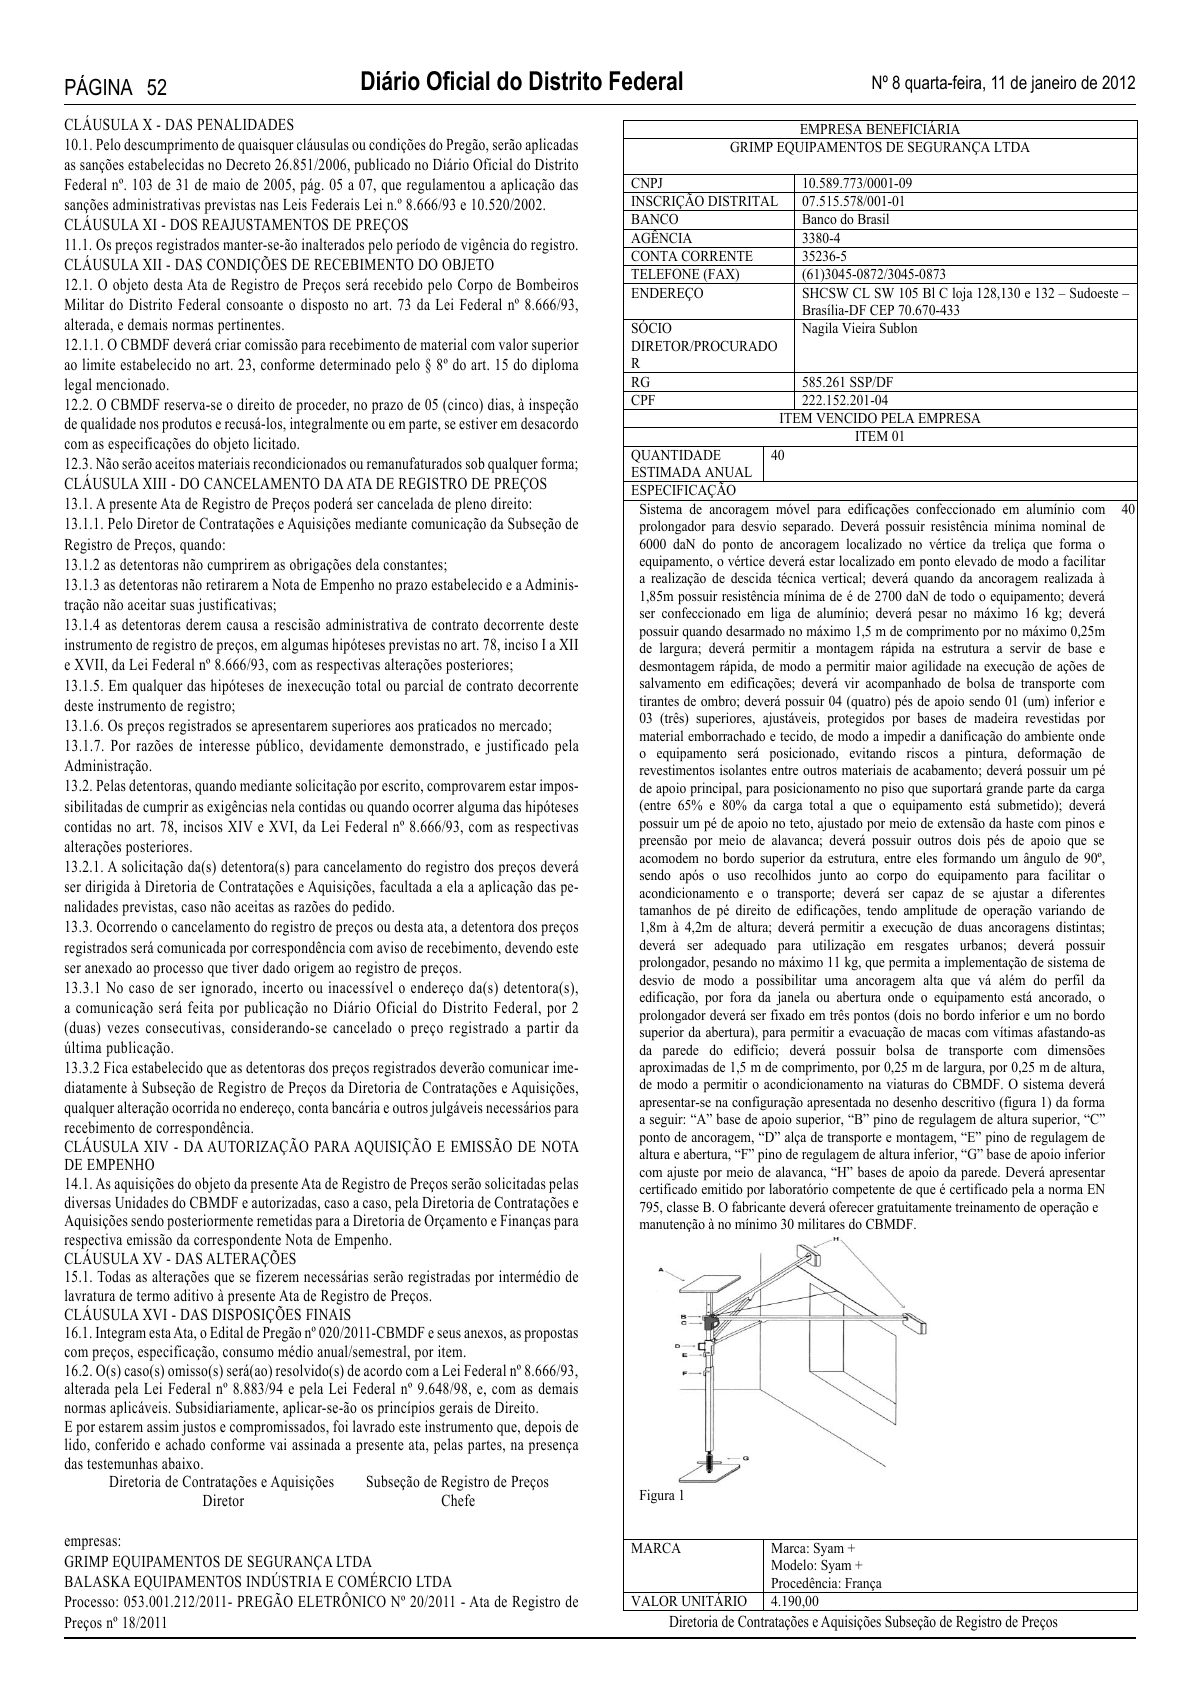 PÁGINA 52
Diário Oficial do Distrito Federal
Nº 8 quarta-feira, 11 de janeiro de 2012
CLÁUSULA X - DAS PENALIDADES
10.1. Pelo descumprimento de quaisquer cláusulas ou condições do Pregão, serão aplicadas
as sanções estabelecidas no Decreto 26.851/2006, publicado no Diário Oficial do Distrito
Federal nº. 103 de 31 de maio de 2005, pág. 05 a 07, que regulamentou a aplicação das
sanções administrativas previstas nas Leis Federais Lei n.º 8.666/93 e 10.520/2002.
CLÁUSULA XI - DOS REAJUSTAMENTOS DE PREÇOS
11.1. Os preços registrados manter-se-ão inalterados pelo período de vigência do registro.
CLÁUSULA XII - DAS CONDIÇÕES DE RECEBIMENTO DO OBJETO
12.1. O objeto desta Ata de Registro de Preços será recebido pelo Corpo de Bombeiros
Militar do Distrito Federal consoante o disposto no art. 73 da Lei Federal nº 8.666/93,
alterada, e demais normas pertinentes.
12.1.1. O CBMDF deverá criar comissão para recebimento de material com valor superior
ao limite estabelecido no art. 23, conforme determinado pelo § 8º do art. 15 do diploma
legal mencionado.
12.2. O CBMDF reserva-se o direito de proceder, no prazo de 05 (cinco) dias, à inspeção
de qualidade nos produtos e recusá-los, integralmente ou em parte, se estiver em desacordo
com as especificações do objeto licitado.
12.3. Não serão aceitos materiais recondicionados ou remanufaturados sob qualquer forma;
CLÁUSULA XIII - DO CANCELAMENTO DA ATA DE REGISTRO DE PREÇOS
13.1. A presente Ata de Registro de Preços poderá ser cancelada de pleno direito:
13.1.1. Pelo Diretor de Contratações e Aquisições mediante comunicação da Subseção de
Registro de Preços, quando:
13.1.2 as detentoras não cumprirem as obrigações dela constantes;
13.1.3 as detentoras não retirarem a Nota de Empenho no prazo estabelecido e a Adminis-
tração não aceitar suas justificativas;
13.1.4 as detentoras derem causa a rescisão administrativa de contrato decorrente deste
instrumento de registro de preços, em algumas hipóteses previstas no art. 78, inciso I a XII
e XVII, da Lei Federal nº 8.666/93, com as respectivas alterações posteriores;
13.1.5. Em qualquer das hipóteses de inexecução total ou parcial de contrato decorrente
deste instrumento de registro;
13.1.6. Os preços registrados se apresentarem superiores aos praticados no mercado;
13.1.7. Por razões de interesse público, devidamente demonstrado, e justificado pela
Administração.
13.2. Pelas detentoras, quando mediante solicitação por escrito, comprovarem estar impos-
sibilitadas de cumprir as exigências nela contidas ou quando ocorrer alguma das hipóteses
contidas no art. 78, incisos XIV e XVI, da Lei Federal nº 8.666/93, com as respectivas
alterações posteriores.
13.2.1. A solicitação da(s) detentora(s) para cancelamento do registro dos preços deverá
ser dirigida à Diretoria de Contratações e Aquisições, facultada a ela a aplicação das pe-
nalidades previstas, caso não aceitas as razões do pedido.
13.3. Ocorrendo o cancelamento do registro de preços ou desta ata, a detentora dos preços
registrados será comunicada por correspondência com aviso de recebimento, devendo este
ser anexado ao processo que tiver dado origem ao registro de preços.
13.3.1 No caso de ser ignorado, incerto ou inacessível o endereço da(s) detentora(s),
a comunicação será feita por publicação no Diário Oficial do Distrito Federal, por 2
(duas) vezes consecutivas, considerando-se cancelado o preço registrado a partir da
última publicação.
13.3.2 Fica estabelecido que as detentoras dos preços registrados deverão comunicar ime-
diatamente à Subseção de Registro de Preços da Diretoria de Contratações e Aquisições,
qualquer alteração ocorrida no endereço, conta bancária e outros julgáveis necessários para
recebimento de correspondência.
CLÁUSULA XIV - DA AUTORIZAÇÃO PARA AQUISIÇÃO E EMISSÃO DE NOTA
DE EMPENHO
14.1. As aquisições do objeto da presente Ata de Registro de Preços serão solicitadas pelas
diversas Unidades do CBMDF e autorizadas, caso a caso, pela Diretoria de Contratações e
Aquisições sendo posteriormente remetidas para a Diretoria de Orçamento e Finanças para
respectiva emissão da correspondente Nota de Empenho.
CLÁUSULA XV - DAS ALTERAÇÕES
15.1. Todas as alterações que se fizerem necessárias serão registradas por intermédio de
lavratura de termo aditivo à presente Ata de Registro de Preços.
CLÁUSULA XVI - DAS DISPOSIÇÕES FINAIS
16.1. Integram esta Ata, o Edital de Pregão nº 020/2011-CBMDF e seus anexos, as propostas
com preços, especificação, consumo médio anual/semestral, por item.
16.2. O(s) caso(s) omisso(s) será(ao) resolvido(s) de acordo com a Lei Federal nº 8.666/93,
alterada pela Lei Federal nº 8.883/94 e pela Lei Federal nº 9.648/98, e, com as demais
normas aplicáveis. Subsidiariamente, aplicar-se-ão os princípios gerais de Direito.
E por estarem assim justos e compromissados, foi lavrado este instrumento que, depois de
lido, conferido e achado conforme vai assinada a presente ata, pelas partes, na presença
das testemunhas abaixo.
Diretoria de Contratações e Aquisições Subseção de Registro de Preços
Diretor Chefe
empresas:
GRIMP EQUIPAMENTOS DE SEGURANÇA LTDA
BALASKA EQUIPAMENTOS INDÚSTRIA E COMÉRCIO LTDA
Processo: 053.001.212/2011- PREGÃO ELETRÔNICO Nº 20/2011 - Ata de Registro de
Preços nº 18/2011
EMPRESA BENEFICIÁRIA
GRIMP EQUIPAMENTOS DE SEGURANÇA LTDA
CNPJ 10.589.773/0001-09
INSCRIÇÃO DISTRITAL 07.515.578/001-01
BANCO Banco do Brasil
AGÊNCIA 3380-4
CONTA CORRENTE 35236-5
TELEFONE (FAX) (61)3045-0872/3045-0873
ENDEREÇO SHCSW CL SW 105 Bl C loja 128,130 e 132 – Sudoeste –
Brasília-DF CEP 70.670-433
SÓCIO Nagila Vieira Sublon
DIRETOR/PROCURADO
R
RG 585.261 SSP/DF
CPF 222.152.201-04
ITEM VENCIDO PELA EMPRESA
ITEM 01
QUANTIDADE 40
ESTIMADA ANUAL
ESPECIFICAÇÃO
Sistema de ancoragem móvel para edificações confeccionado em alumínio com 40
prolongador para desvio separado. Deverá possuir resistência mínima nominal de
6000 daN do ponto de ancoragem localizado no vértice da treliça que forma o
equipamento, o vértice deverá estar localizado em ponto elevado de modo a facilitar
a realização de descida técnica vertical; deverá quando da ancoragem realizada à
1,85m possuir resistência mínima de é de 2700 daN de todo o equipamento; deverá
ser confeccionado em liga de alumínio; deverá pesar no máximo 16 kg; deverá
possuir quando desarmado no máximo 1,5 m de comprimento por no máximo 0,25m
de largura; deverá permitir a montagem rápida na estrutura a servir de base e
desmontagem rápida, de modo a permitir maior agilidade na execução de ações de
salvamento em edificações; deverá vir acompanhado de bolsa de transporte com
tirantes de ombro; deverá possuir 04 (quatro) pés de apoio sendo 01 (um) inferior e
03 (três) superiores, ajustáveis, protegidos por bases de madeira revestidas por
material emborrachado e tecido, de modo a impedir a danificação do ambiente onde
o equipamento será posicionado, evitando riscos a pintura, deformação de
revestimentos isolantes entre outros materiais de acabamento; deverá possuir um pé
de apoio principal, para posicionamento no piso que suportará grande parte da carga
(entre 65% e 80% da carga total a que o equipamento está submetido); deverá
possuir um pé de apoio no teto, ajustado por meio de extensão da haste com pinos e
preensão por meio de alavanca; deverá possuir outros dois pés de apoio que se
acomodem no bordo superior da estrutura, entre eles formando um ângulo de 90º,
sendo após o uso recolhidos junto ao corpo do equipamento para facilitar o
acondicionamento e o transporte; deverá ser capaz de se ajustar a diferentes
tamanhos de pé direito de edificações, tendo amplitude de operação variando de
1,8m à 4,2m de altura; deverá permitir a execução de duas ancoragens distintas;
deverá ser adequado para utilização em resgates urbanos; deverá possuir
prolongador, pesando no máximo 11 kg, que permita a implementação de sistema de
desvio de modo a possibilitar uma ancoragem alta que vá além do perfil da
edificação, por fora da janela ou abertura onde o equipamento está ancorado, o
prolongador deverá ser fixado em três pontos (dois no bordo inferior e um no bordo
superior da abertura), para permitir a evacuação de macas com vítimas afastando-as
da parede do edifício; deverá possuir bolsa de transporte com dimensões
aproximadas de 1,5 m de comprimento, por 0,25 m de largura, por 0,25 m de altura,
de modo a permitir o acondicionamento na viaturas do CBMDF. O sistema deverá
apresentar-se na configuração apresentada no desenho descritivo (figura 1) da forma
a seguir: “A” base de apoio superior, “B” pino de regulagem de altura superior, “C”
ponto de ancoragem, “D” alça de transporte e montagem, “E” pino de regulagem de
altura e abertura, “F” pino de regulagem de altura inferior, “G” base de apoio inferior
com ajuste por meio de alavanca, “H” bases de apoio da parede. Deverá apresentar
certificado emitido por laboratório competente de que é certificado pela a norma EN
795, classe B. O fabricante deverá oferecer gratuitamente treinamento de operação e
manutenção à no mínimo 30 militares do CBMDF.
H
A
B
C
D
E
F
G
Figura 1
MARCA Marca: Syam +
Modelo: Syam +
Procedência: França
VALOR UNITÁRIO 4.190,00
Diretoria de Contratações e Aquisições Subseção de Registro de Preços